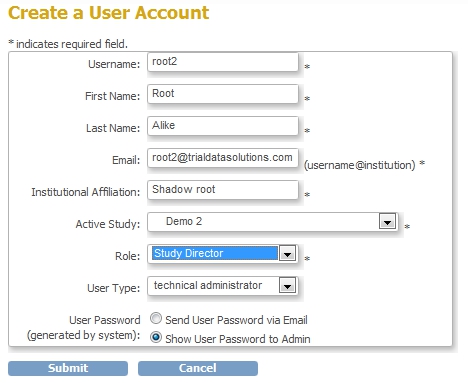 Create a User Account
* indicates required field.
Username: root2 *
First Name: Root *
Last Name: Alike *
Email: root2@trialdatasolutions.com (username@institution) *
Institutional Affiliation: Shadow root *
Active Study: Demo 2 *
Role: Study Director *
User Type: technical administrator
User Password Send User Password via Email
(generated by system): Show User Password to Admin
Submit Cancel